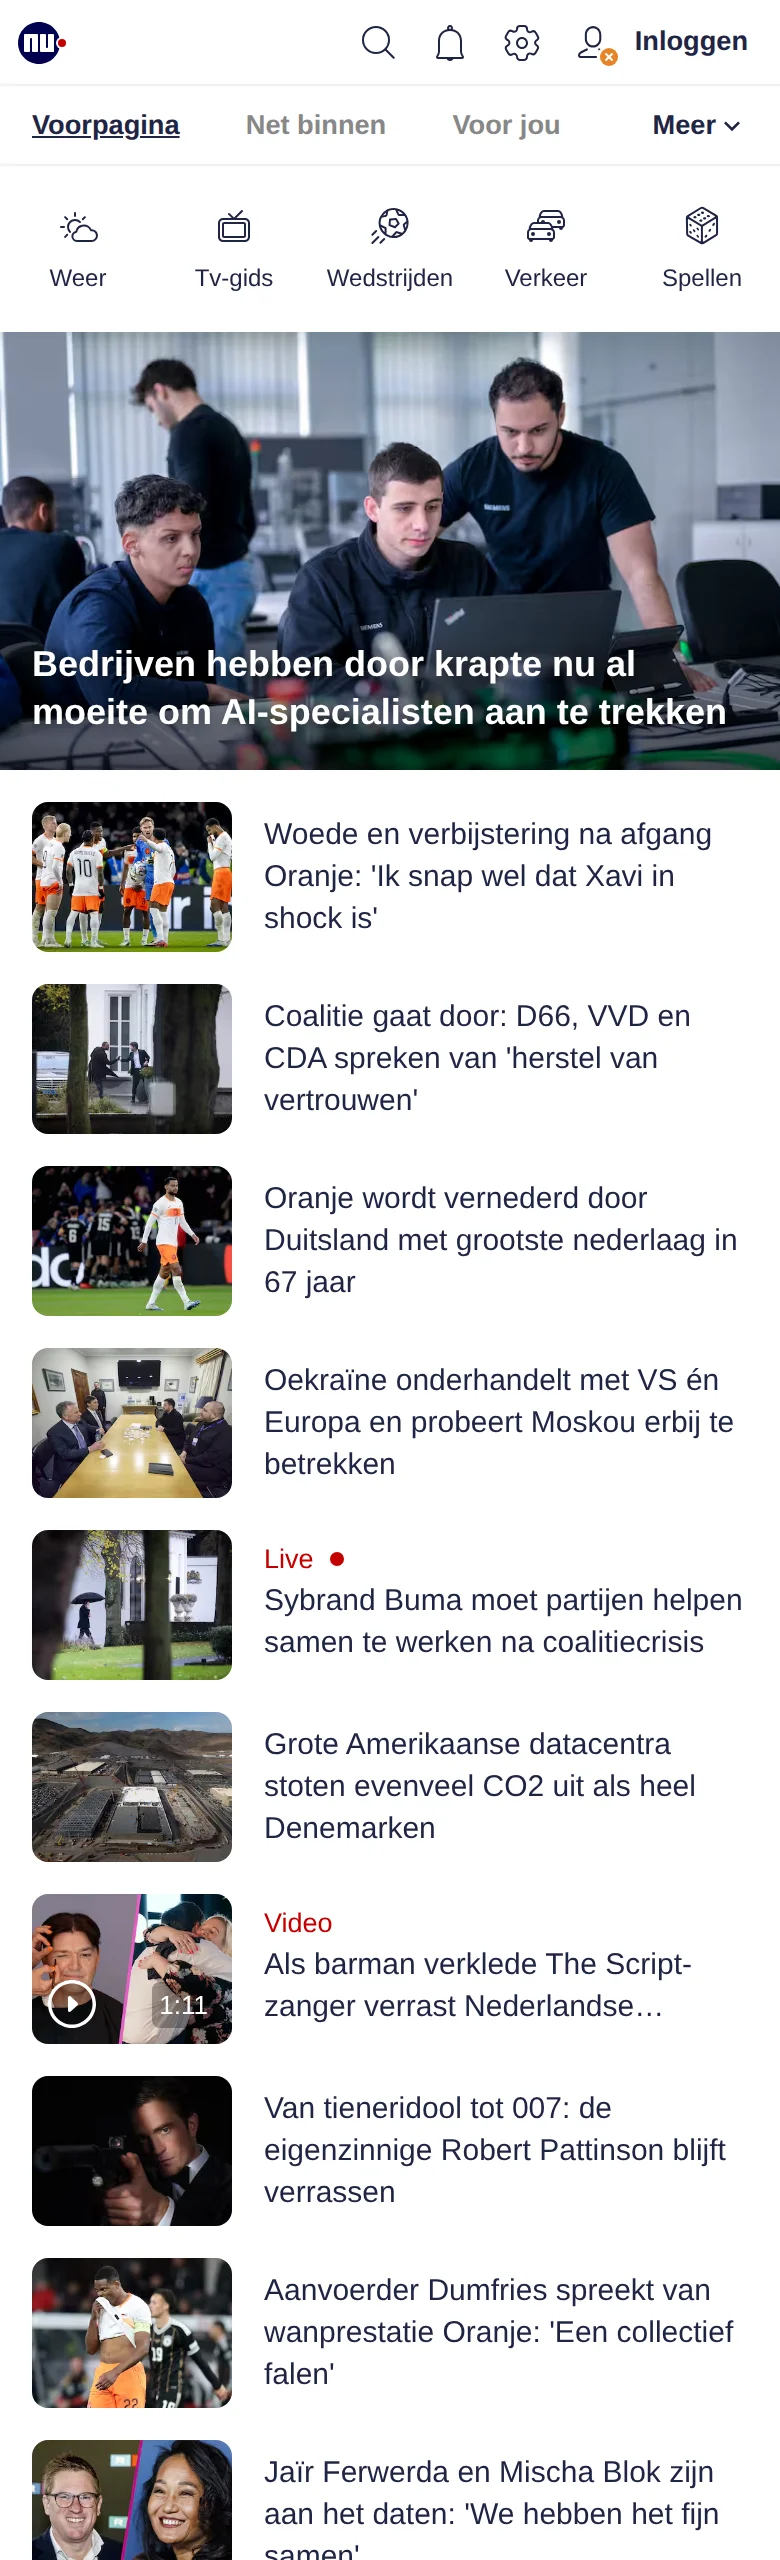 nu
Inloggen
Voorpagina
Net binnen
Voor jou
Meer
Weer
Tv-gids
Wedstrijden
Verkeer
Spellen
SIEMENS
Bedrijven hebben door krapte nu al
moeite om AI-specialisten aan te trekken
10
Woede en verbijstering na afgang
Oranje: 'Ik snap wel dat Xavi in
shock is'
Coalitie gaat door: D66, VVD en
CDA spreken van 'herstel van
vertrouwen'
6
15
Oranje wordt vernederd door
Duitsland met grootste nederlaag in
67 jaar
Oekraïne onderhandelt met VS én
Europa en probeert Moskou erbij te
betrekken
Live
Sybrand Buma moet partijen helpen
samen te werken na coalitiecrisis
Grote Amerikaanse datacentra
stoten evenveel CO2 uit als heel
Denemarken
1:11
Video
Als barman verklede The Script-
zanger verrast Nederlandse…
Van tieneridool tot 007: de
eigenzinnige Robert Pattinson blijft
verrassen
19
22
Aanvoerder Dumfries spreekt van
wanprestatie Oranje: 'Een collectief
falen'
Jaïr Ferwerda en Mischa Blok zijn
aan het daten: 'We hebben het fijn
samen'